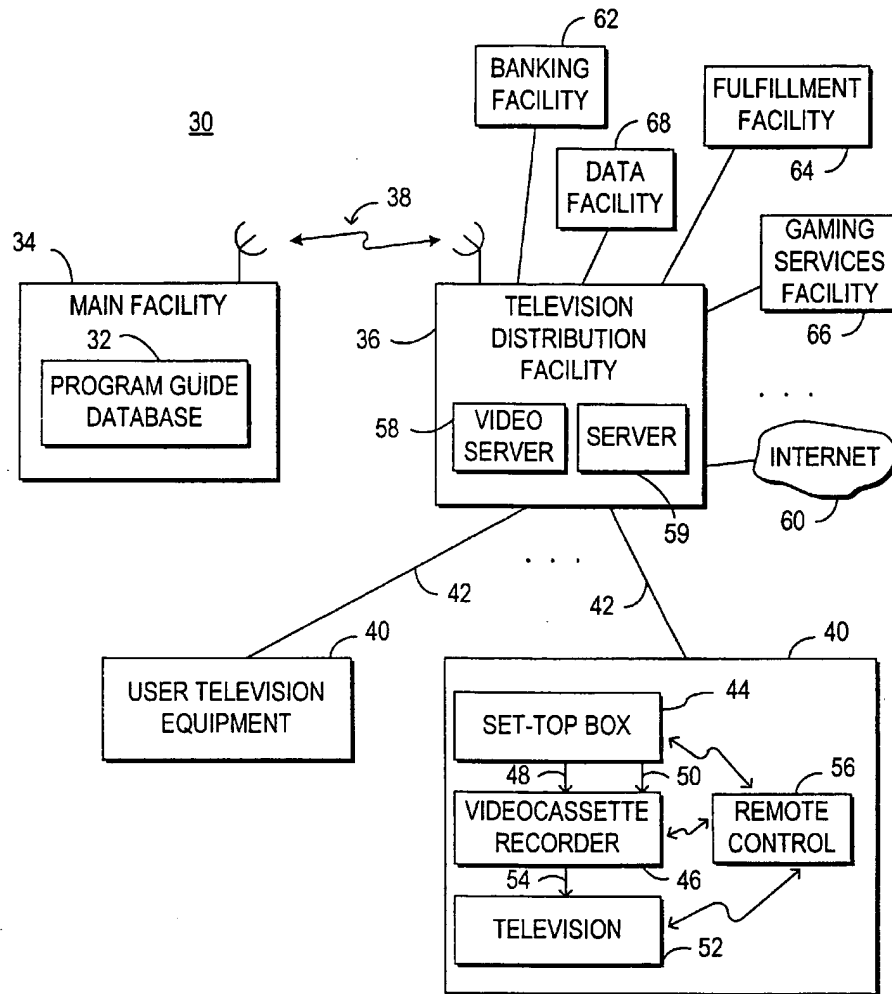 62
BANKING
FACILITY
FULFILLMENT
FACILITY
64
30
68
DATA
FACILITY
38
34
GAMING
SERVICES
FACILITY
66
MAIN FACILITY
32
PROGRAM GUIDE
DATABASE
36
TELEVISION
DISTRIBUTION
FACILITY
58
VIDEO
SERVER
SERVER
59
. . .
INTERNET
60
42
. . .
42
40
USER TELEVISION
EQUIPMENT
40
44
SET-TOP BOX
48
50
56
VIDEOCASSETTE
RECORDER
REMOTE
CONTROL
54
46
TELEVISION
52